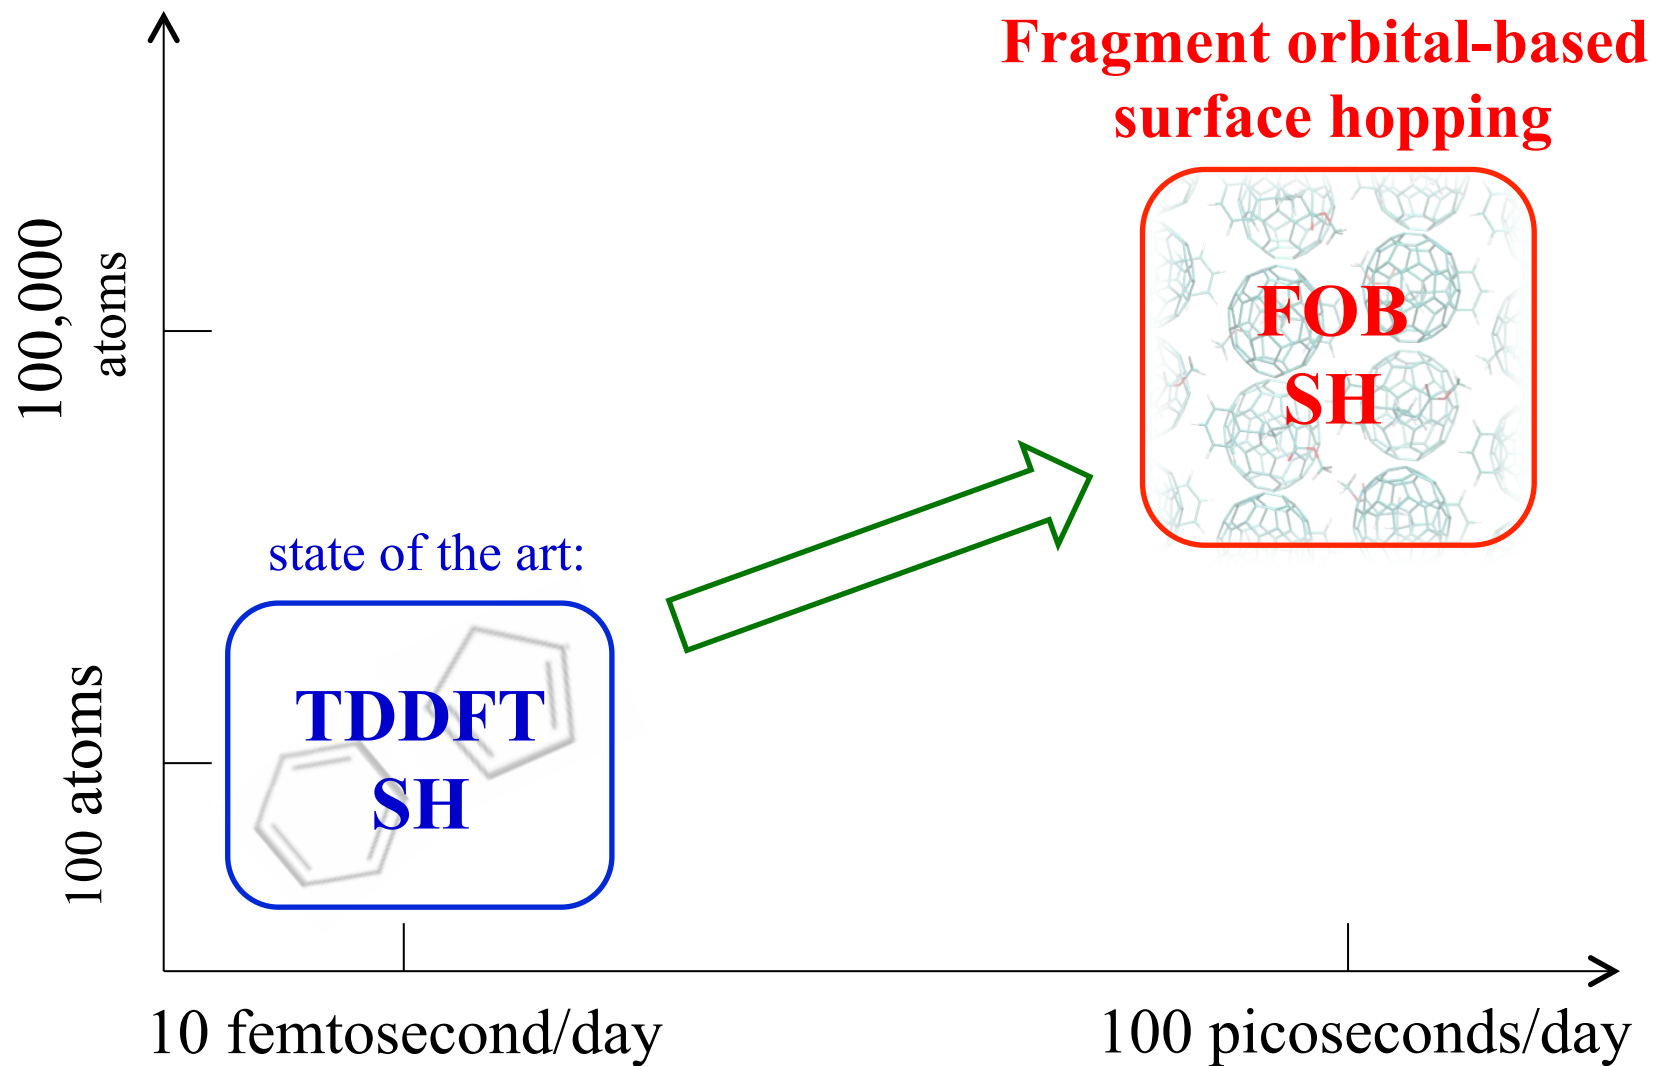 Fragment orbital-based
surface hopping
100,000
atoms
FOB
SH
state of the art:
TDDFT
SH
100 atoms
10 femtosecond/day
100 picoseconds/day